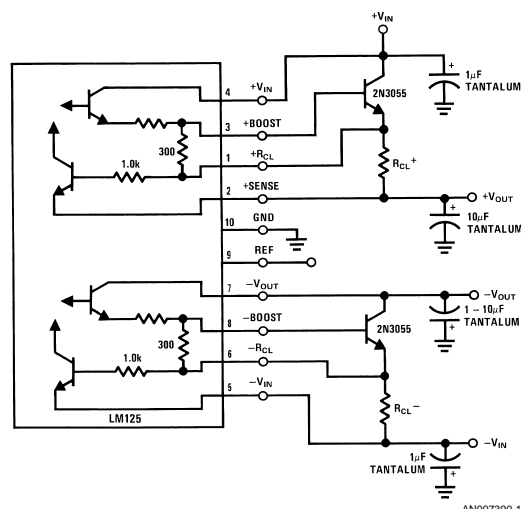 +VIN
4
+VIN
+
1μF
TANTALUM
2N3055
3
+BOOST
300
1
+RCL
1.0k
RCL+
2
+SENSE
+VOUT
10
GND
+
10μF
TANTALUM
9
REF
7
−VOUT
−VOUT
8
−BOOST
+
1 – 10μF
TANTALUM
2N3055
300
6
−RCL
1.0k
5
−VIN
RCL−
LM125
−VIN
1μF
TANTALUM
+